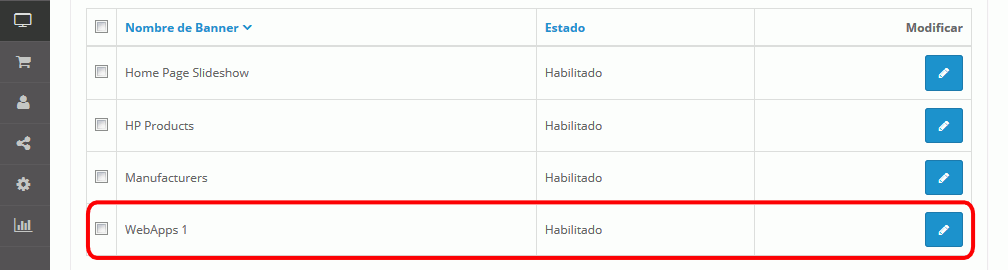 Nombre de Banner Estado Modificar
Home Page Slideshow Habilitado
HP Products Habilitado
Manufacturers Habilitado
WebApps 1 Habilitado